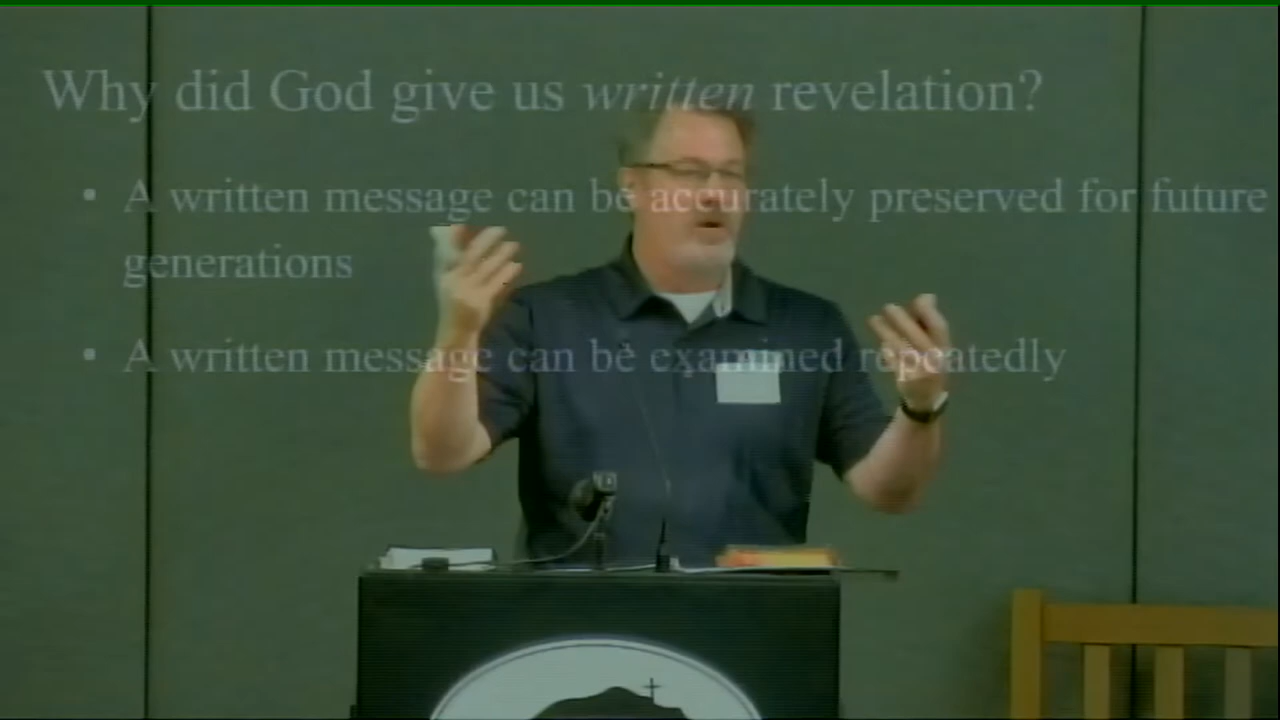 Why did God give us written revelation?
• A written message can be accurately preserved for future
generations
• A written message can be examined repeatedly